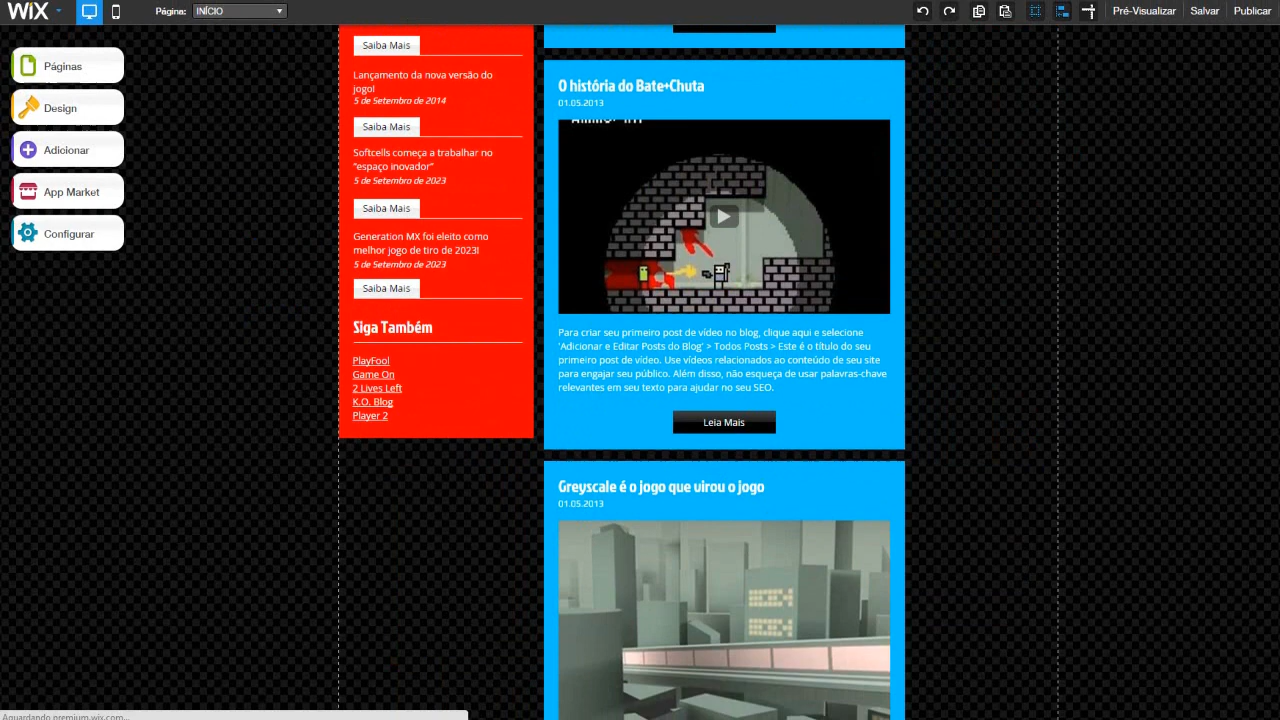 WiX
Página:
INÍCIO
Pré-Visualizar
Salvar
Publicar
Páginas
Design
Adicionar
App Market
Configurar
Saiba Mais
Lançamento da nova versão do
jogo!
5 de Setembro de 2014
Saiba Mais
Softcells começa a trabalhar no
"espaço inovador"
5 de Setembro de 2023
Saiba Mais
Generation MX foi eleito como
melhor jogo de tiro de 2023!
5 de Setembro de 2023
Saiba Mais
Siga Também
PlayFool
Game On
2 Lives Left
K.O. Blog
Player 2
O história do Bate+Chuta
01.05.2013
Para criar seu primeiro post de vídeo no blog, clique aqui e selecione
'Adicionar e Editar Posts do Blog' > Todos Posts > Este é o título do seu
primeiro post de vídeo. Use vídeos relacionados ao conteúdo de seu site
para engajar seu público. Além disso, não esqueça de usar palavras-chave
relevantes em seu texto para ajudar no seu SEO.
Leia Mais
Greyscale é o jogo que virou o jogo
01.05.2013
Aguardando premium.wix.com...